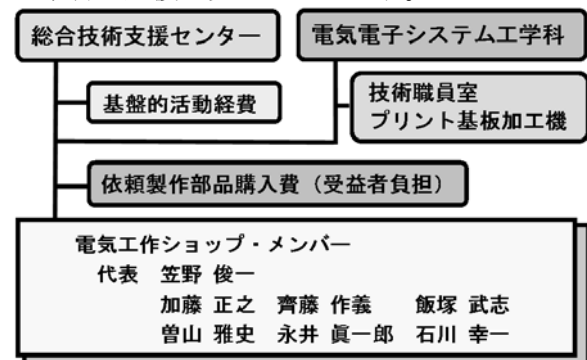 総合技術支援センター
電気電子システム工学科
基盤的活動経費
技術職員室
プリント基板加工機
依頼製作部品購入費（受益者負担）
電気工作ショップ・メンバー
代表 笠野 俊一
加藤 正之 齊藤 作義 飯塚 武志
曽山 雅史 永井 眞一郎 石川 幸一